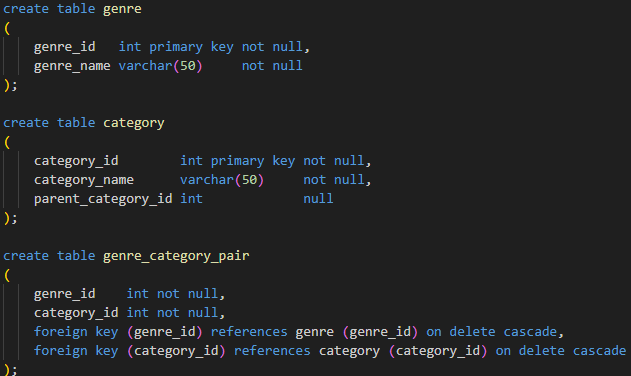 create table genre
(
    genre_id   int primary key not null,
    genre_name varchar(50)     not null
);

create table category
(
    category_id        int primary key not null,
    category_name      varchar(50)     not null,
    parent_category_id int             null
);

create table genre_category_pair
(
    genre_id    int not null,
    category_id int not null,
    foreign key (genre_id) references genre (genre_id) on delete cascade,
    foreign key (category_id) references category (category_id) on delete cascade
);